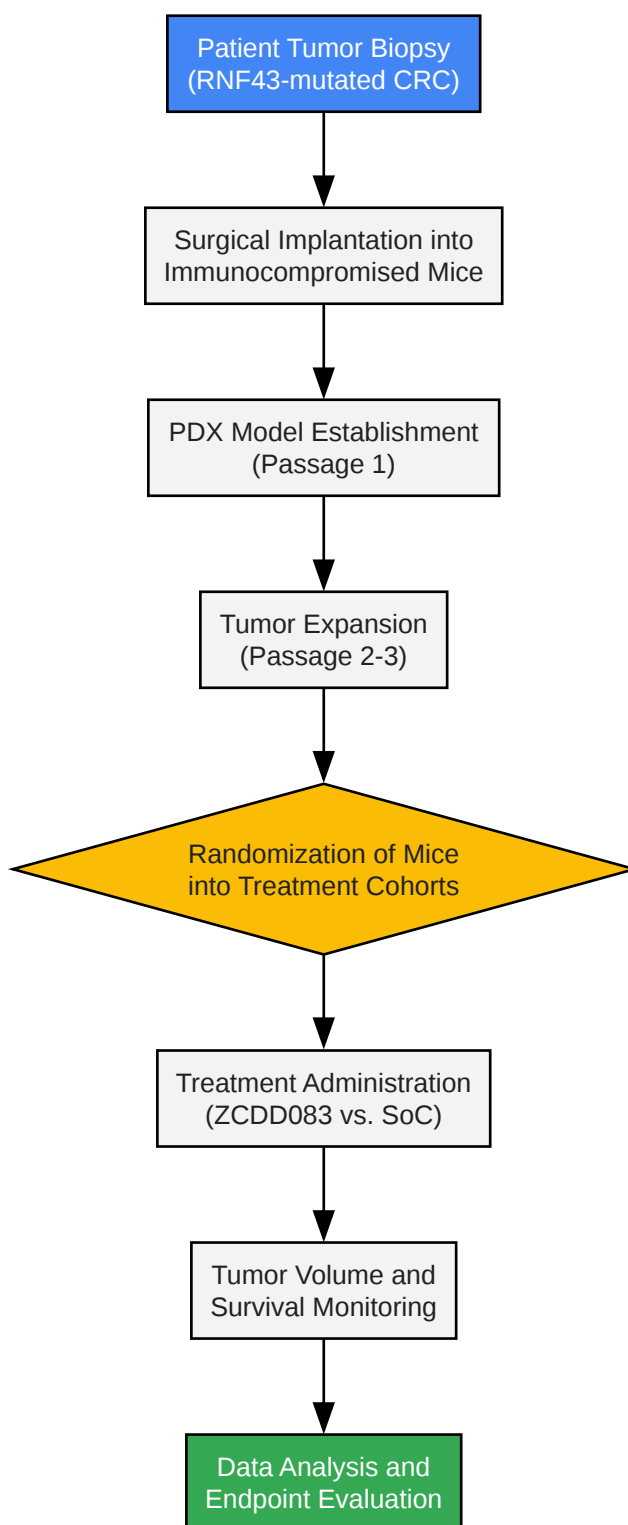 Patient Tumor Biopsy
(RNF43-mutated CRC)
Surgical Implantation into
Immunocompromised Mice
PDX Model Establishment
(Passage 1)
Tumor Expansion
(Passage 2-3)
Randomization of Mice
into Treatment Cohorts
Treatment Administration
(ZCDD083 vs. SoC)
Tumor Volume and
Survival Monitoring
Data Analysis and
Endpoint Evaluation